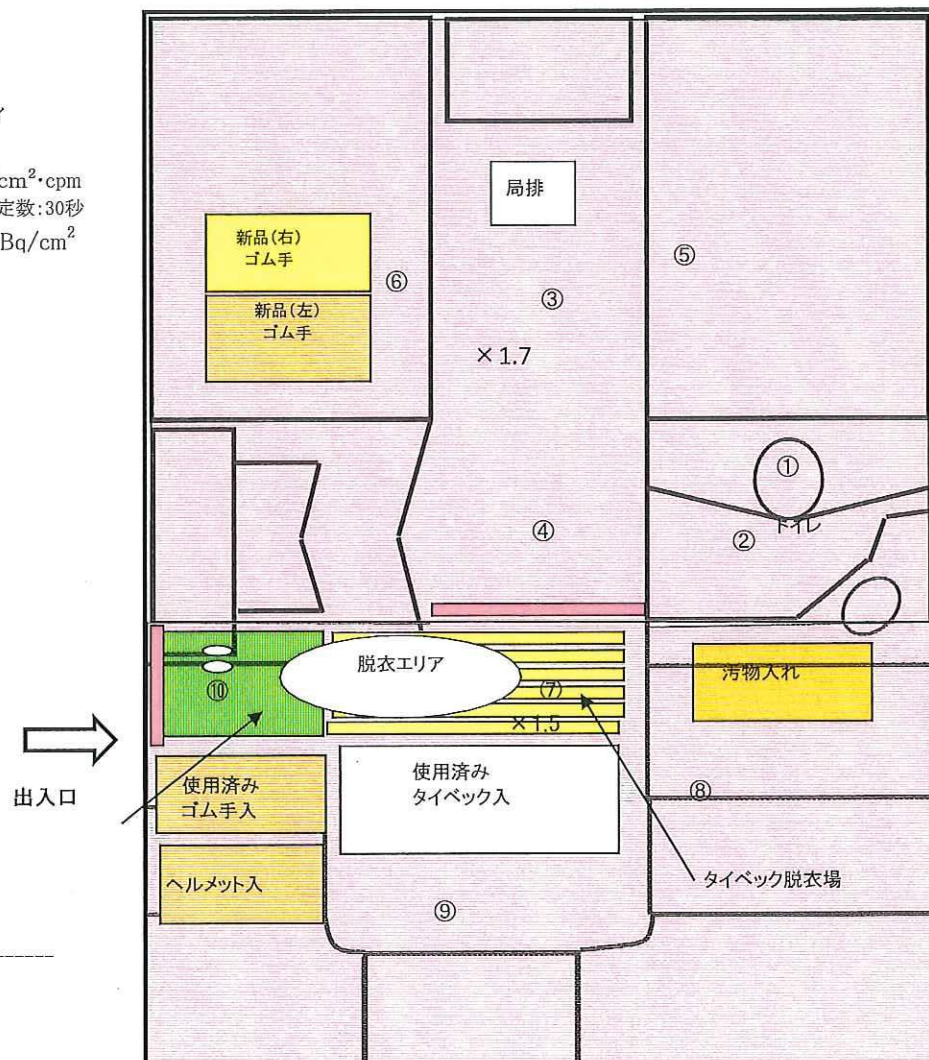 cm²・cpm
定数:30秒
Bq/cm²
局排
新品(右)
ゴム手
⑥
新品(左)
ゴム手
③
⑤
×1.7
①
トイレ
④
②
脱衣エリア
⑩
⑦
×1.5
汚物入れ
出入口
使用済み
ゴム手入
使用済み
タイベック入
⑧
ヘルメット入
タイベック脱衣場
⑨